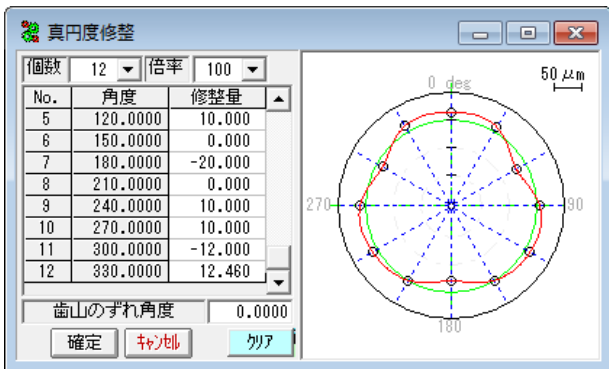 真円度修整
個数 12 倍率 100
No. 角度 修整量
5 120.0000 10.000
6 150.0000 0.000
7 180.0000 -20.000
8 210.0000 0.000
9 240.0000 10.000
10 270.0000 10.000
11 300.0000 -12.000
12 330.0000 12.460
歯山のずれ角度 0.0000
確定 ｷｬﾝｾﾙ ｸﾘｱ
50 μm
0 deg
270 90
180